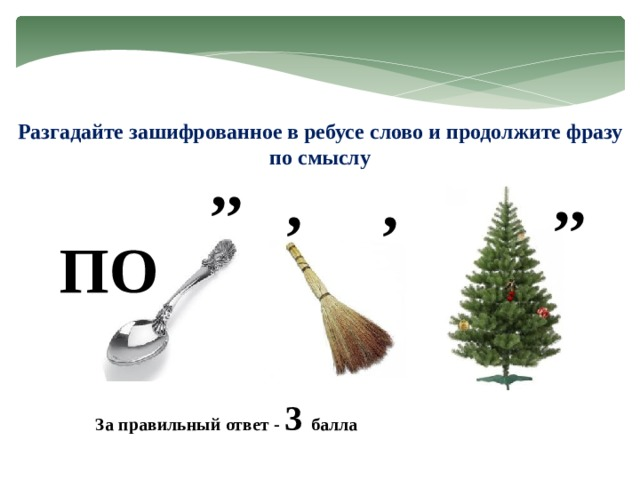 Разгадайте зашифрованное в ребусе слово и продолжите фразу
по смыслу
,, , , ,,
ПО
За правильный ответ - 3 балла